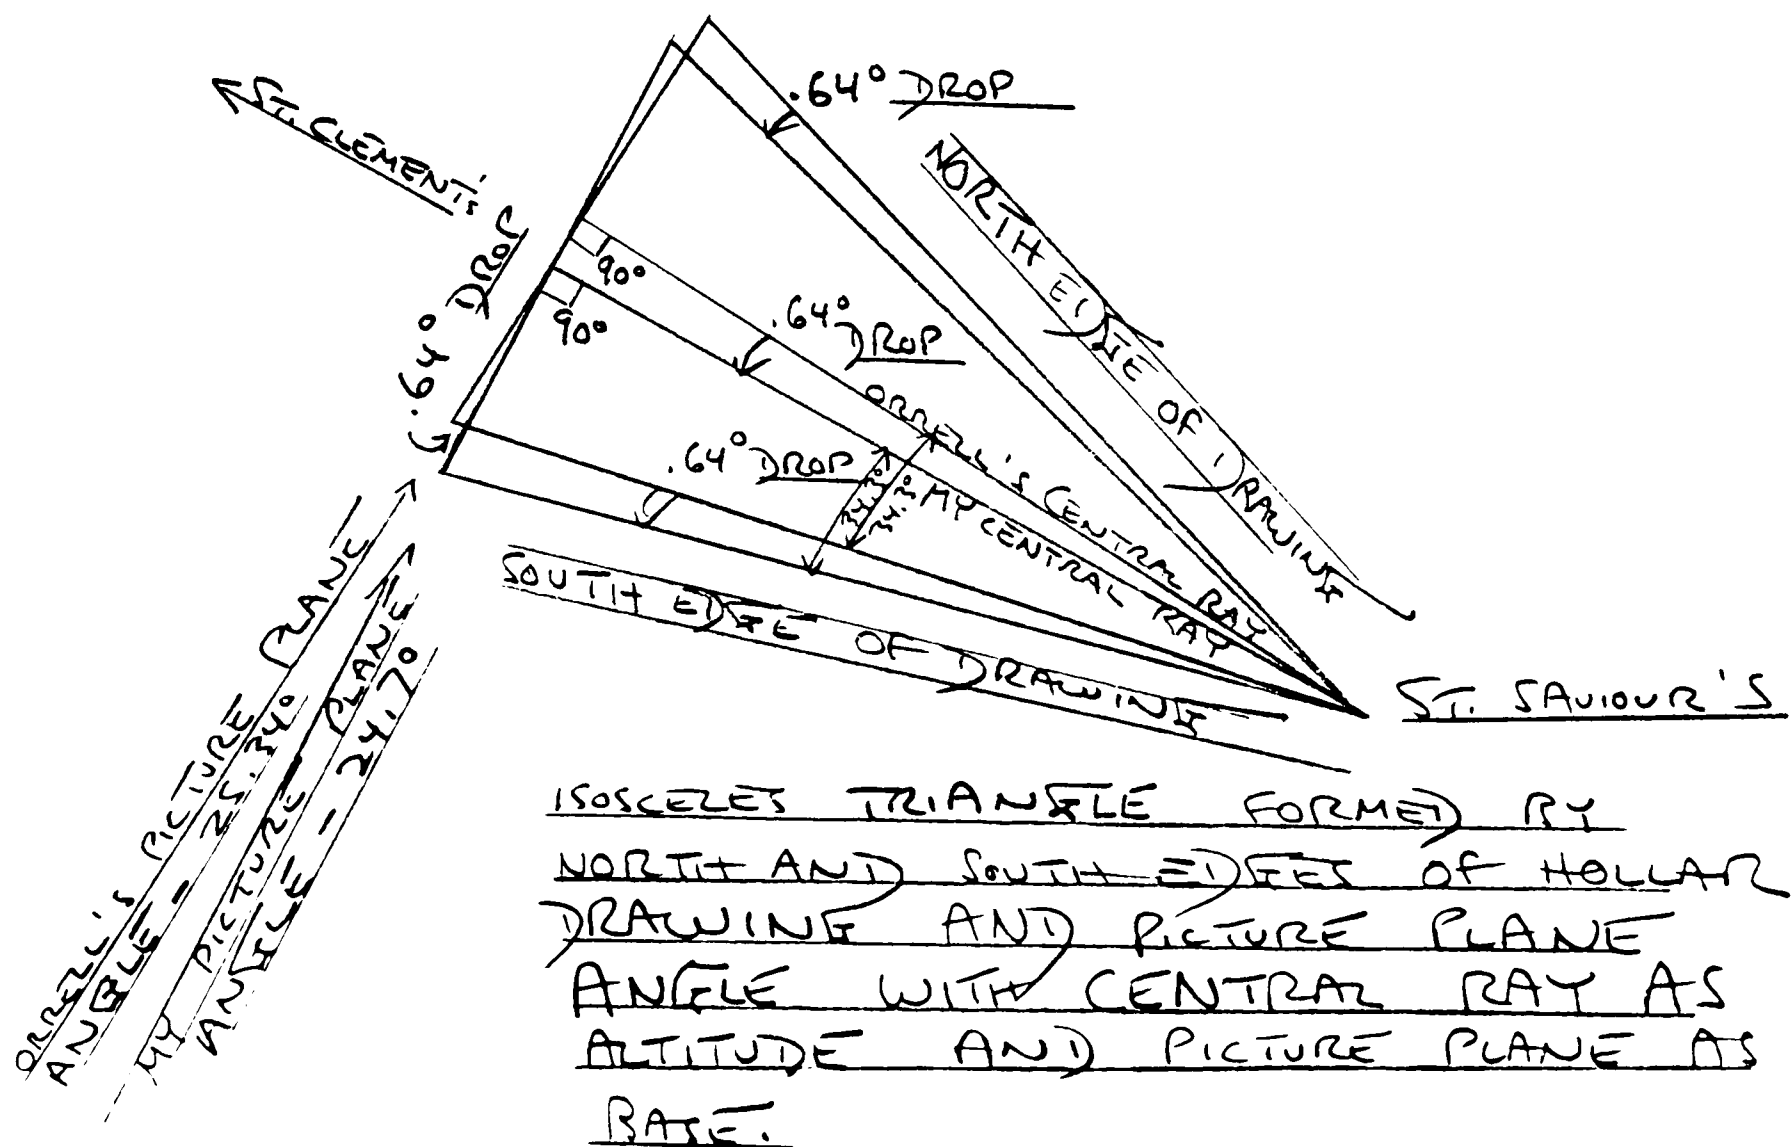 .64° DROP
ST. CLEMENT'S
NORTH EDGE OF DRAWING
.64° DROP
90°
90°
.64°
DROP
ORRELL'S CENTRAL RAY
.64° DROP
MY CENTRAL RAY
SOUTH EDGE OF DRAWING
ST. SAVIOUR'S
ORRELL'S PICTURE PLANE
ANGLE - 25.34°
MY PICTURE PLANE
ANGLE - 24.7°
ISOSCELES TRIANGLE FORMED BY
NORTH AND SOUTH EDGES OF HOLLAR
DRAWING AND PICTURE PLANE
ANGLE WITH CENTRAL RAY AS
ALTITUDE AND PICTURE PLANE AS
BASE.